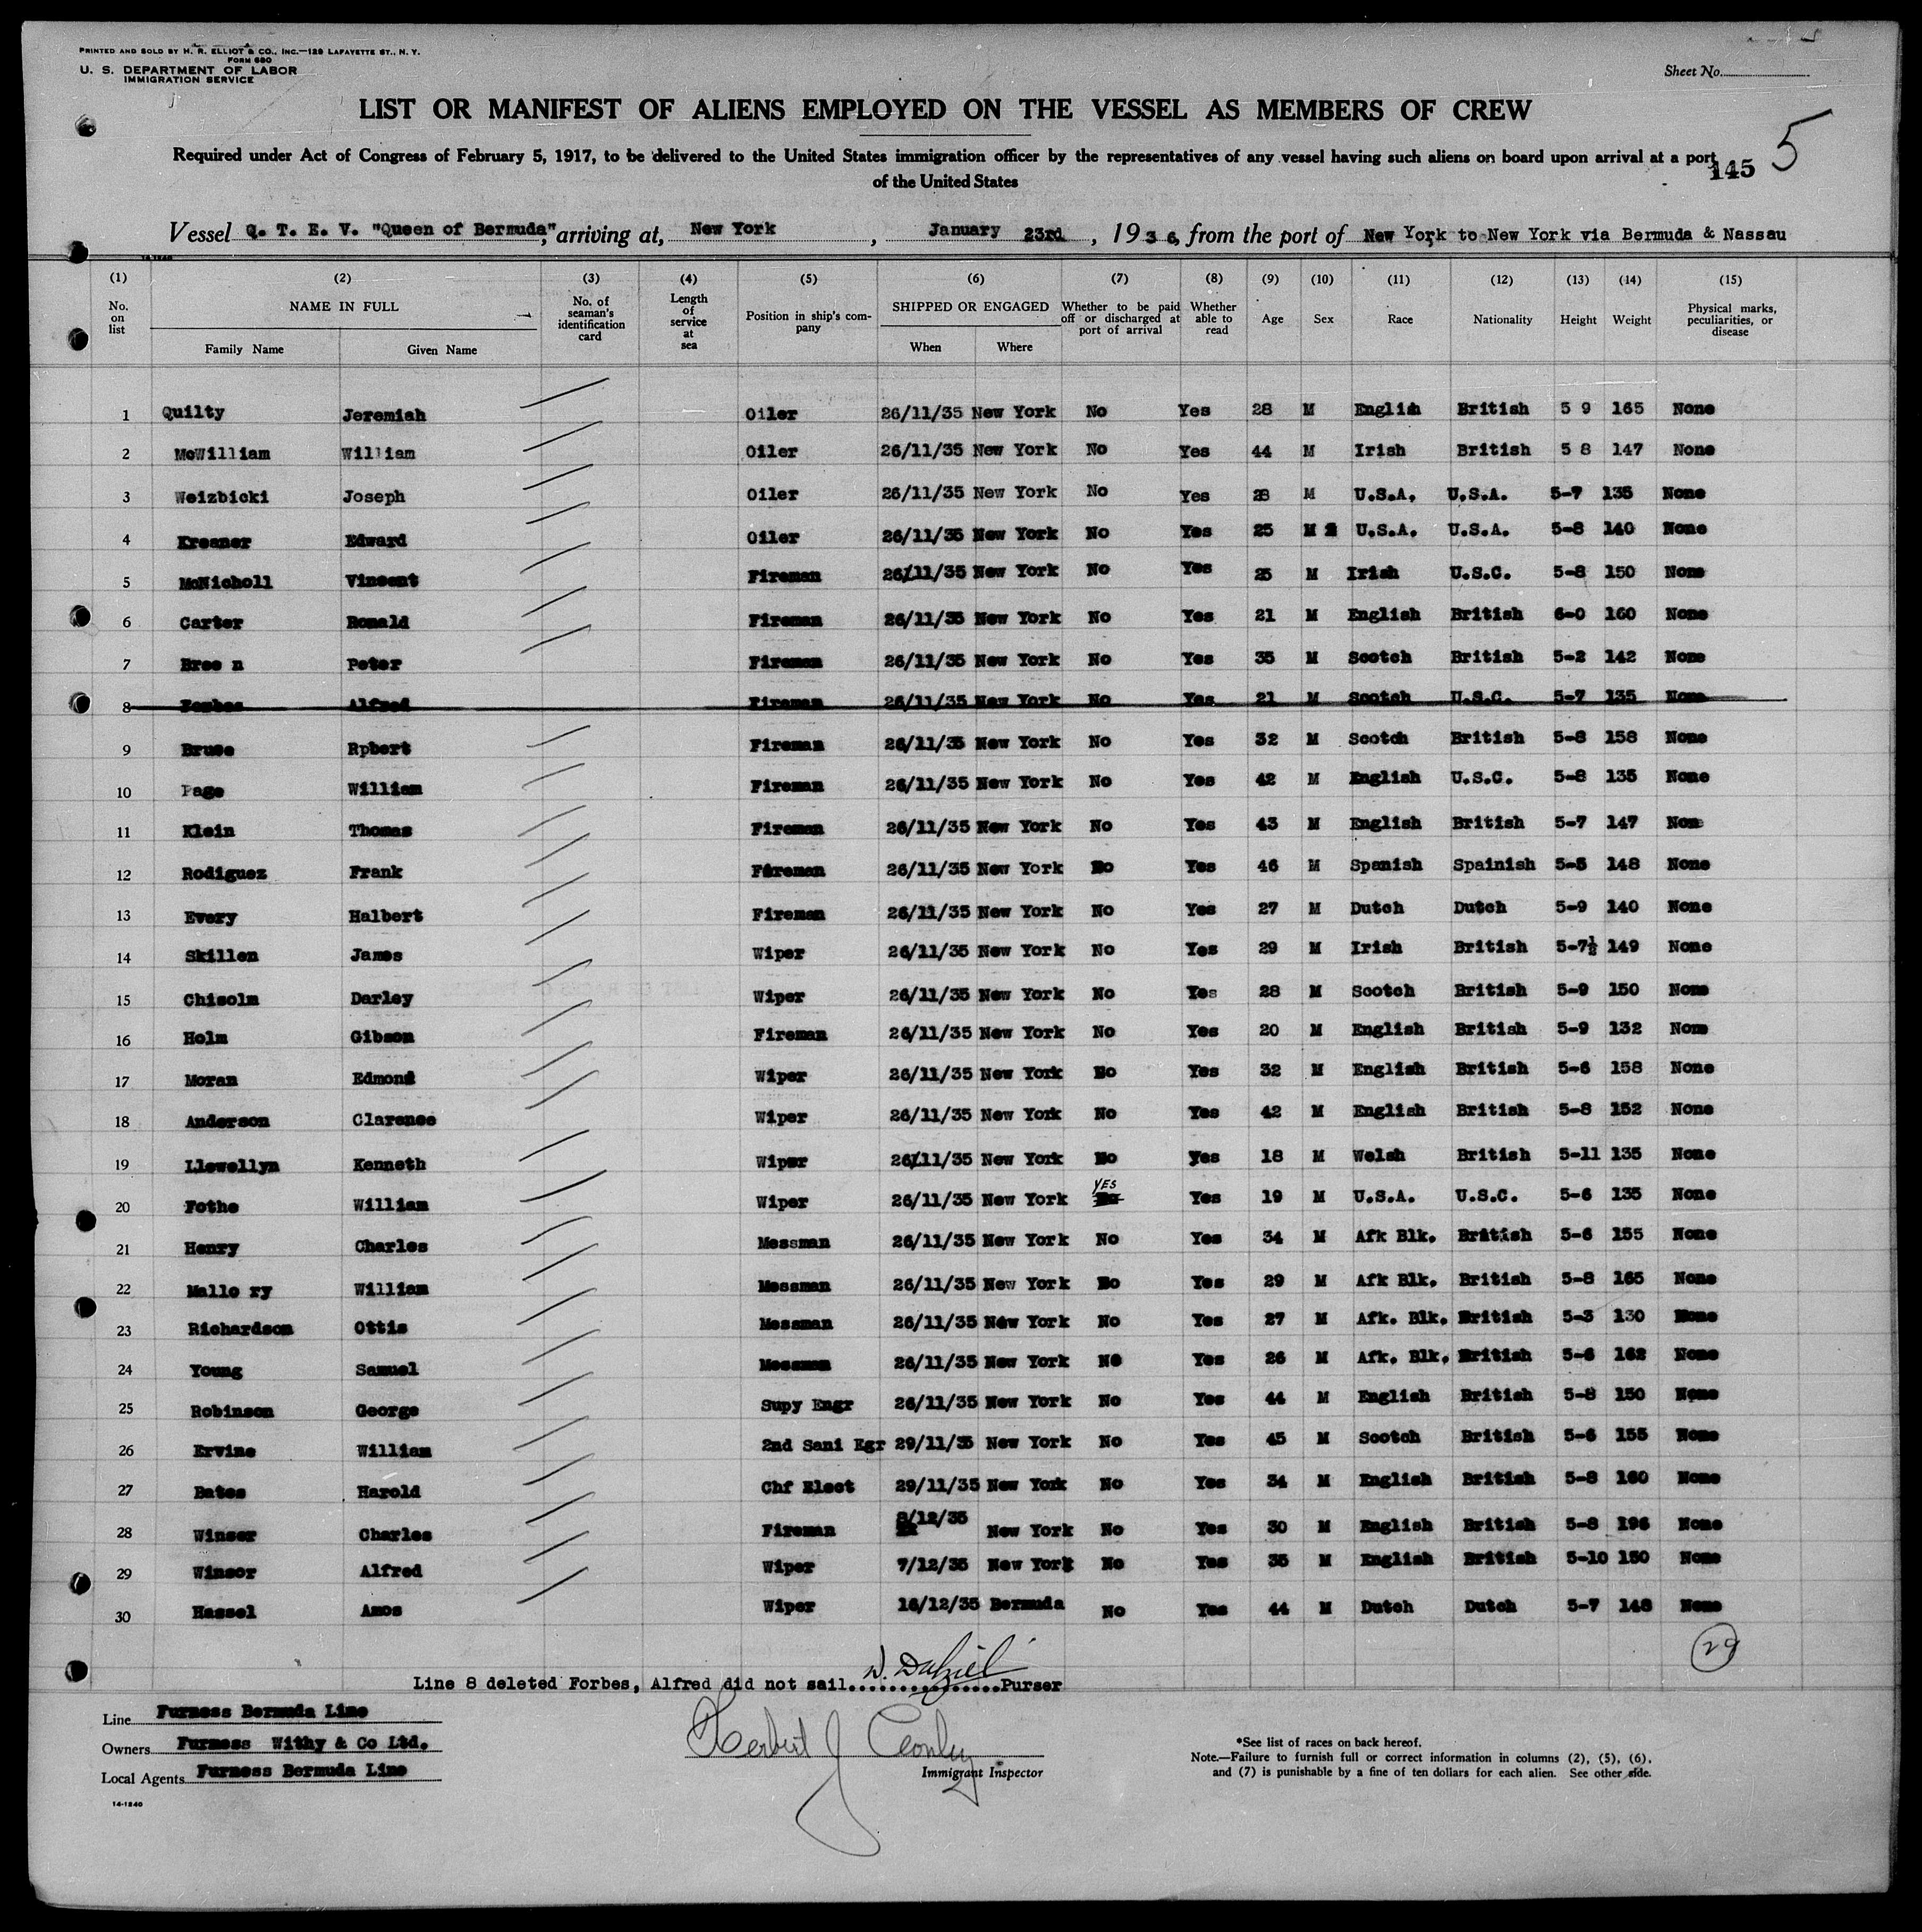 PRINTED AND SOLD BY H. R. ELLIOT & CO., INC.—129 LAFAYETTE ST., N. Y.
FORM 680
U. S. DEPARTMENT OF LABOR
IMMIGRATION SERVICE
Sheet No.
LIST OR MANIFEST OF ALIENS EMPLOYED ON THE VESSEL AS MEMBERS OF CREW
5
Required under Act of Congress of February 5, 1917, to be delivered to the United States immigration officer by the representatives of any vessel having such aliens on board upon arrival at a port
of the United States
145
Vessel Q. T. E. V. "Queen of Bermuda", arriving at, New York, January 23rd, 1936, from the port of New York to New York via Bermuda & Nassau
14-1240
(1) (2) (3) (4) (5) (6) (7) (8) (9) (10) (11) (12) (13) (14) (15)
No. on list NAME IN FULL Family Name Given Name No. of seaman's identification card Length of service at sea Position in ship's company SHIPPED OR ENGAGED When Where Whether to be paid off or discharged at port of arrival Whether able to read Age Sex Race Nationality Height Weight Physical marks, peculiarities, or disease
1 Quilty Jeremiah Oiler 26/11/35 New York No Yes 28 M English British 5 9 165 None
2 McWilliam William Oiler 26/11/35 New York No Yes 44 M Irish British 5 8 147 None
3 Weizbicki Joseph Oiler 26/11/35 New York No Yes 28 M U.S.A. U.S.A. 5-7 135 None
4 Kresner Edward Oiler 26/11/35 New York No Yes 25 M U.S.A. U.S.A. 5-8 140 None
5 McNicholl Vincent Fireman 26/11/35 New York No Yes 25 M Irish U.S.C. 5-8 150 None
6 Carter Ronald Fireman 26/11/35 New York No Yes 21 M English British 6-0 160 None
7 Bree n Peter Fireman 26/11/35 New York No Yes 35 M Scotch British 5-2 142 None
8 Forbes Alfred Fireman 26/11/35 New York No Yes 21 M Scotch U.S.C. 5-7 135 None
9 Bruse Rpbert Fireman 26/11/35 New York No Yes 32 M Scotch British 5-8 158 None
10 Page William Fireman 26/11/35 New York No Yes 42 M English U.S.C. 5-8 135 None
11 Klein Thomas Fireman 26/11/35 New York No Yes 43 M English British 5-7 147 None
12 Rodiguez Frank Fireman 26/11/35 New York No Yes 46 M Spanish Spainish 5-5 148 None
13 Every Halbert Fireman 26/11/35 New York No Yes 27 M Dutch Dutch 5-9 140 None
14 Skillen James Wiper 26/11/35 New York No Yes 29 M Irish British 5-7½ 149 None
15 Chisolm Darley Wiper 26/11/35 New York No Yes 28 M Scotch British 5-9 150 None
16 Holm Gibson Fireman 26/11/35 New York No Yes 20 M English British 5-9 132 None
17 Moran Edmond Wiper 26/11/35 New York No Yes 32 M English British 5-6 158 None
18 Anderson Clarence Wiper 26/11/35 New York No Yes 42 M English British 5-8 152 None
19 Llewellyn Kenneth Wiper 26/11/35 New York No Yes 18 M Welsh British 5-11 135 None
20 Fothe William Wiper 26/11/35 New York No YES Yes 19 M U.S.A. U.S.C. 5-6 135 None
21 Henry Charles Messman 26/11/35 New York No Yes 34 M Afk Blk. British 5-6 155 None
22 Mallo ry William Messman 26/11/35 New York No Yes 29 M Afk Blk. British 5-8 165 None
23 Richardson Ottis Messman 26/11/35 New York No Yes 27 M Afk. Blk. British 5-3 130 None
24 Young Samuel Messman 26/11/35 New York No Yes 26 M Afk. Blk. British 5-6 162 None
25 Robinson George Supy Engr 26/11/35 New York No Yes 44 M English British 5-8 150 None
26 Ervine William 2nd Sani Egr 29/11/35 New York No Yes 45 M Scotch British 5-6 155 None
27 Bates Harold Chf Elect 29/11/35 New York No Yes 34 M English British 5-8 160 None
28 Winser Charles Fireman 8/12/35 New York No Yes 30 M English British 5-8 196 None
29 Winsor Alfred Wiper 7/12/35 New York No Yes 35 M English British 5-10 150 None
30 Hassel Amos Wiper 16/12/35 Bermuda No Yes 44 M Dutch Dutch 5-7 148 None
29
Line 8 deleted Forbes, Alfred did not sail................Purser
Line Furness Bermuda Line
Owners Furness Withy & Co Ltd.
Local Agents Furness Bermuda Line
14-1240
Herbert J
Immigrant Inspector
*See list of races on back hereof.
Note.—Failure to furnish full or correct information in columns (2), (5), (6),
and (7) is punishable by a fine of ten dollars for each alien. See other side.